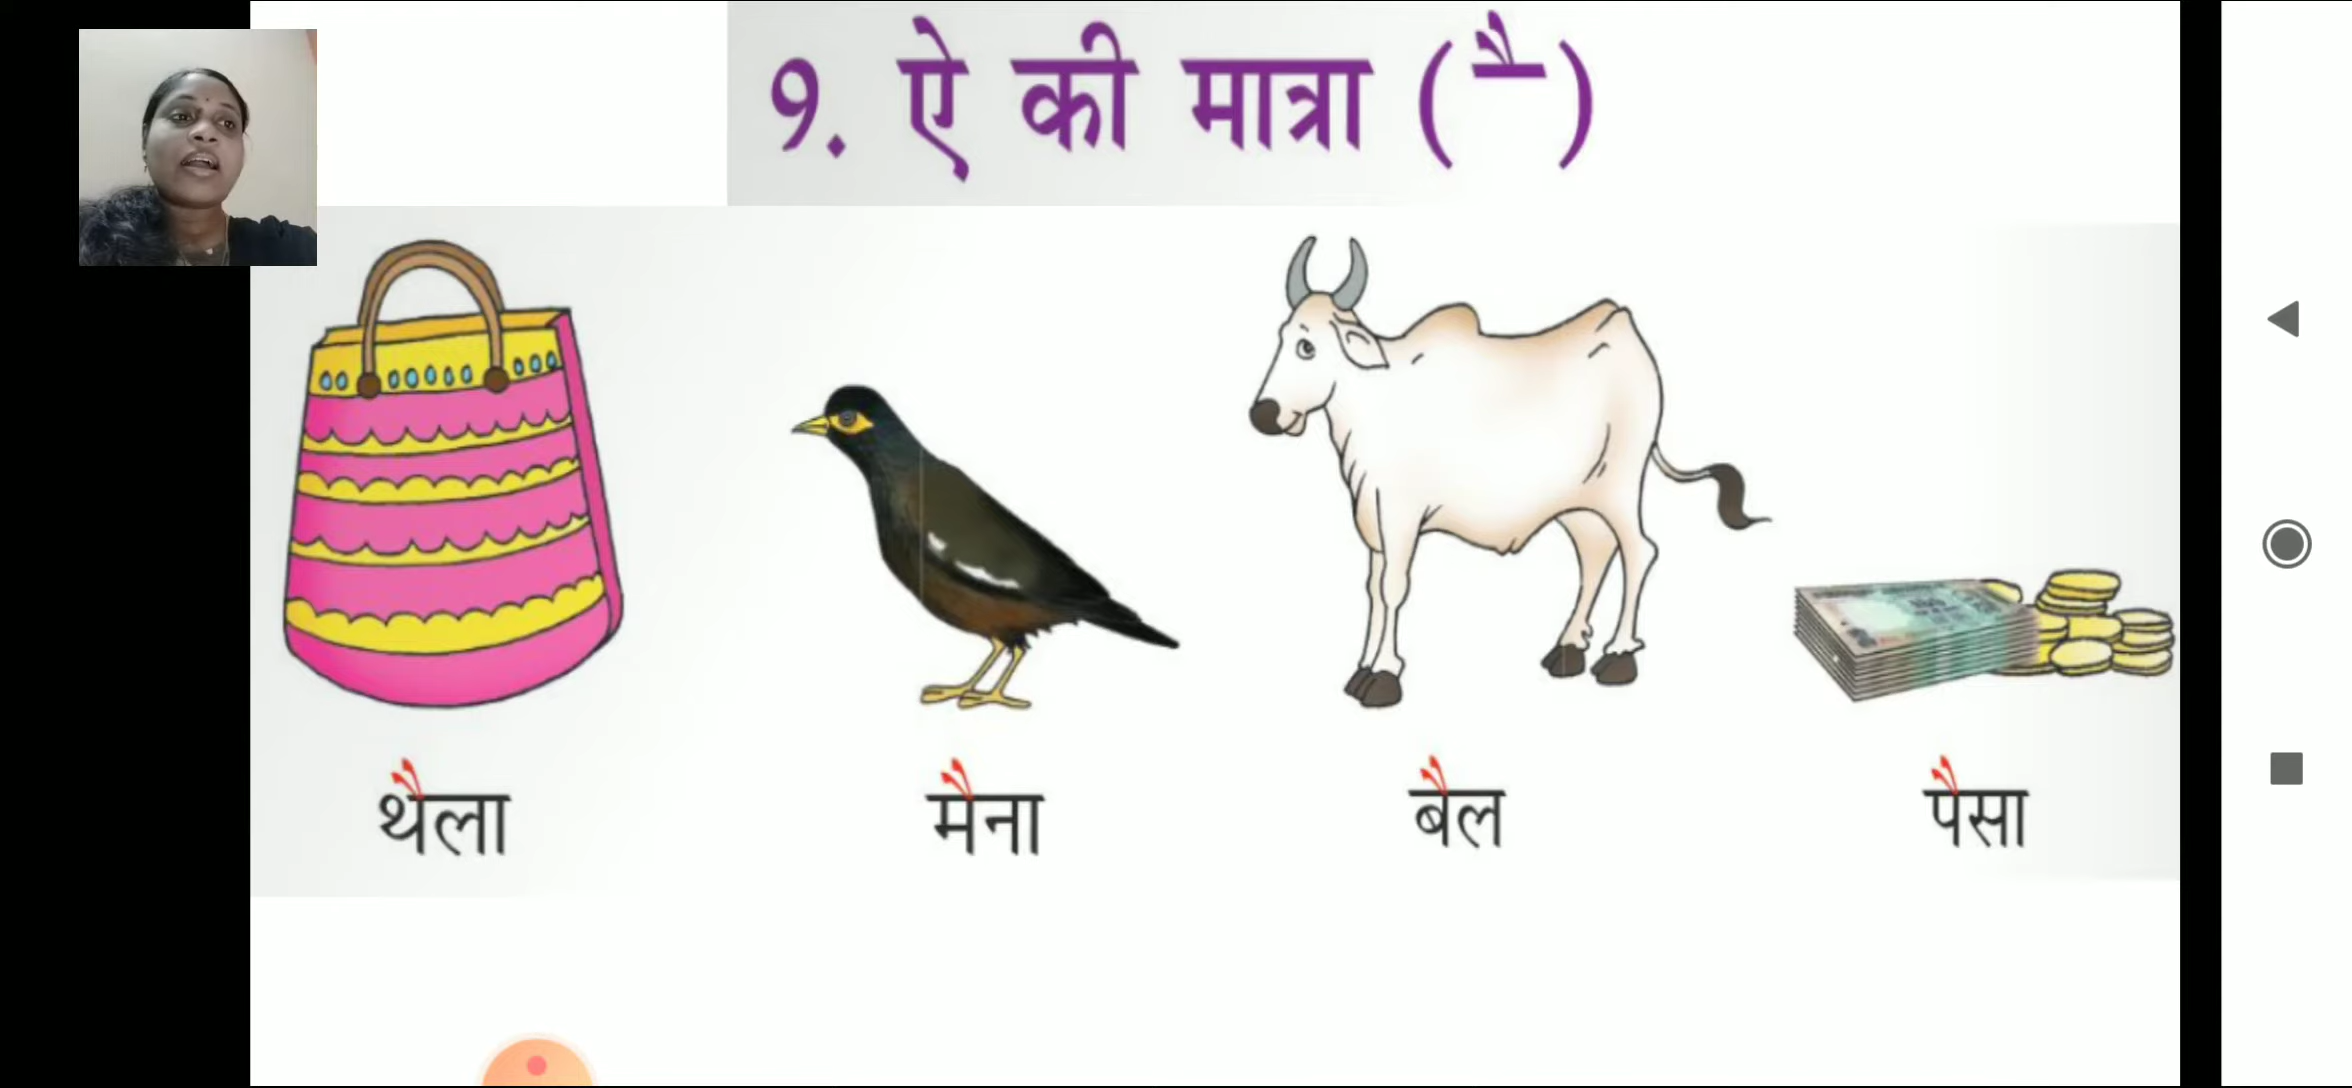 9. ऐ की मात्रा (ै)
थैला मैना बैल पैसा